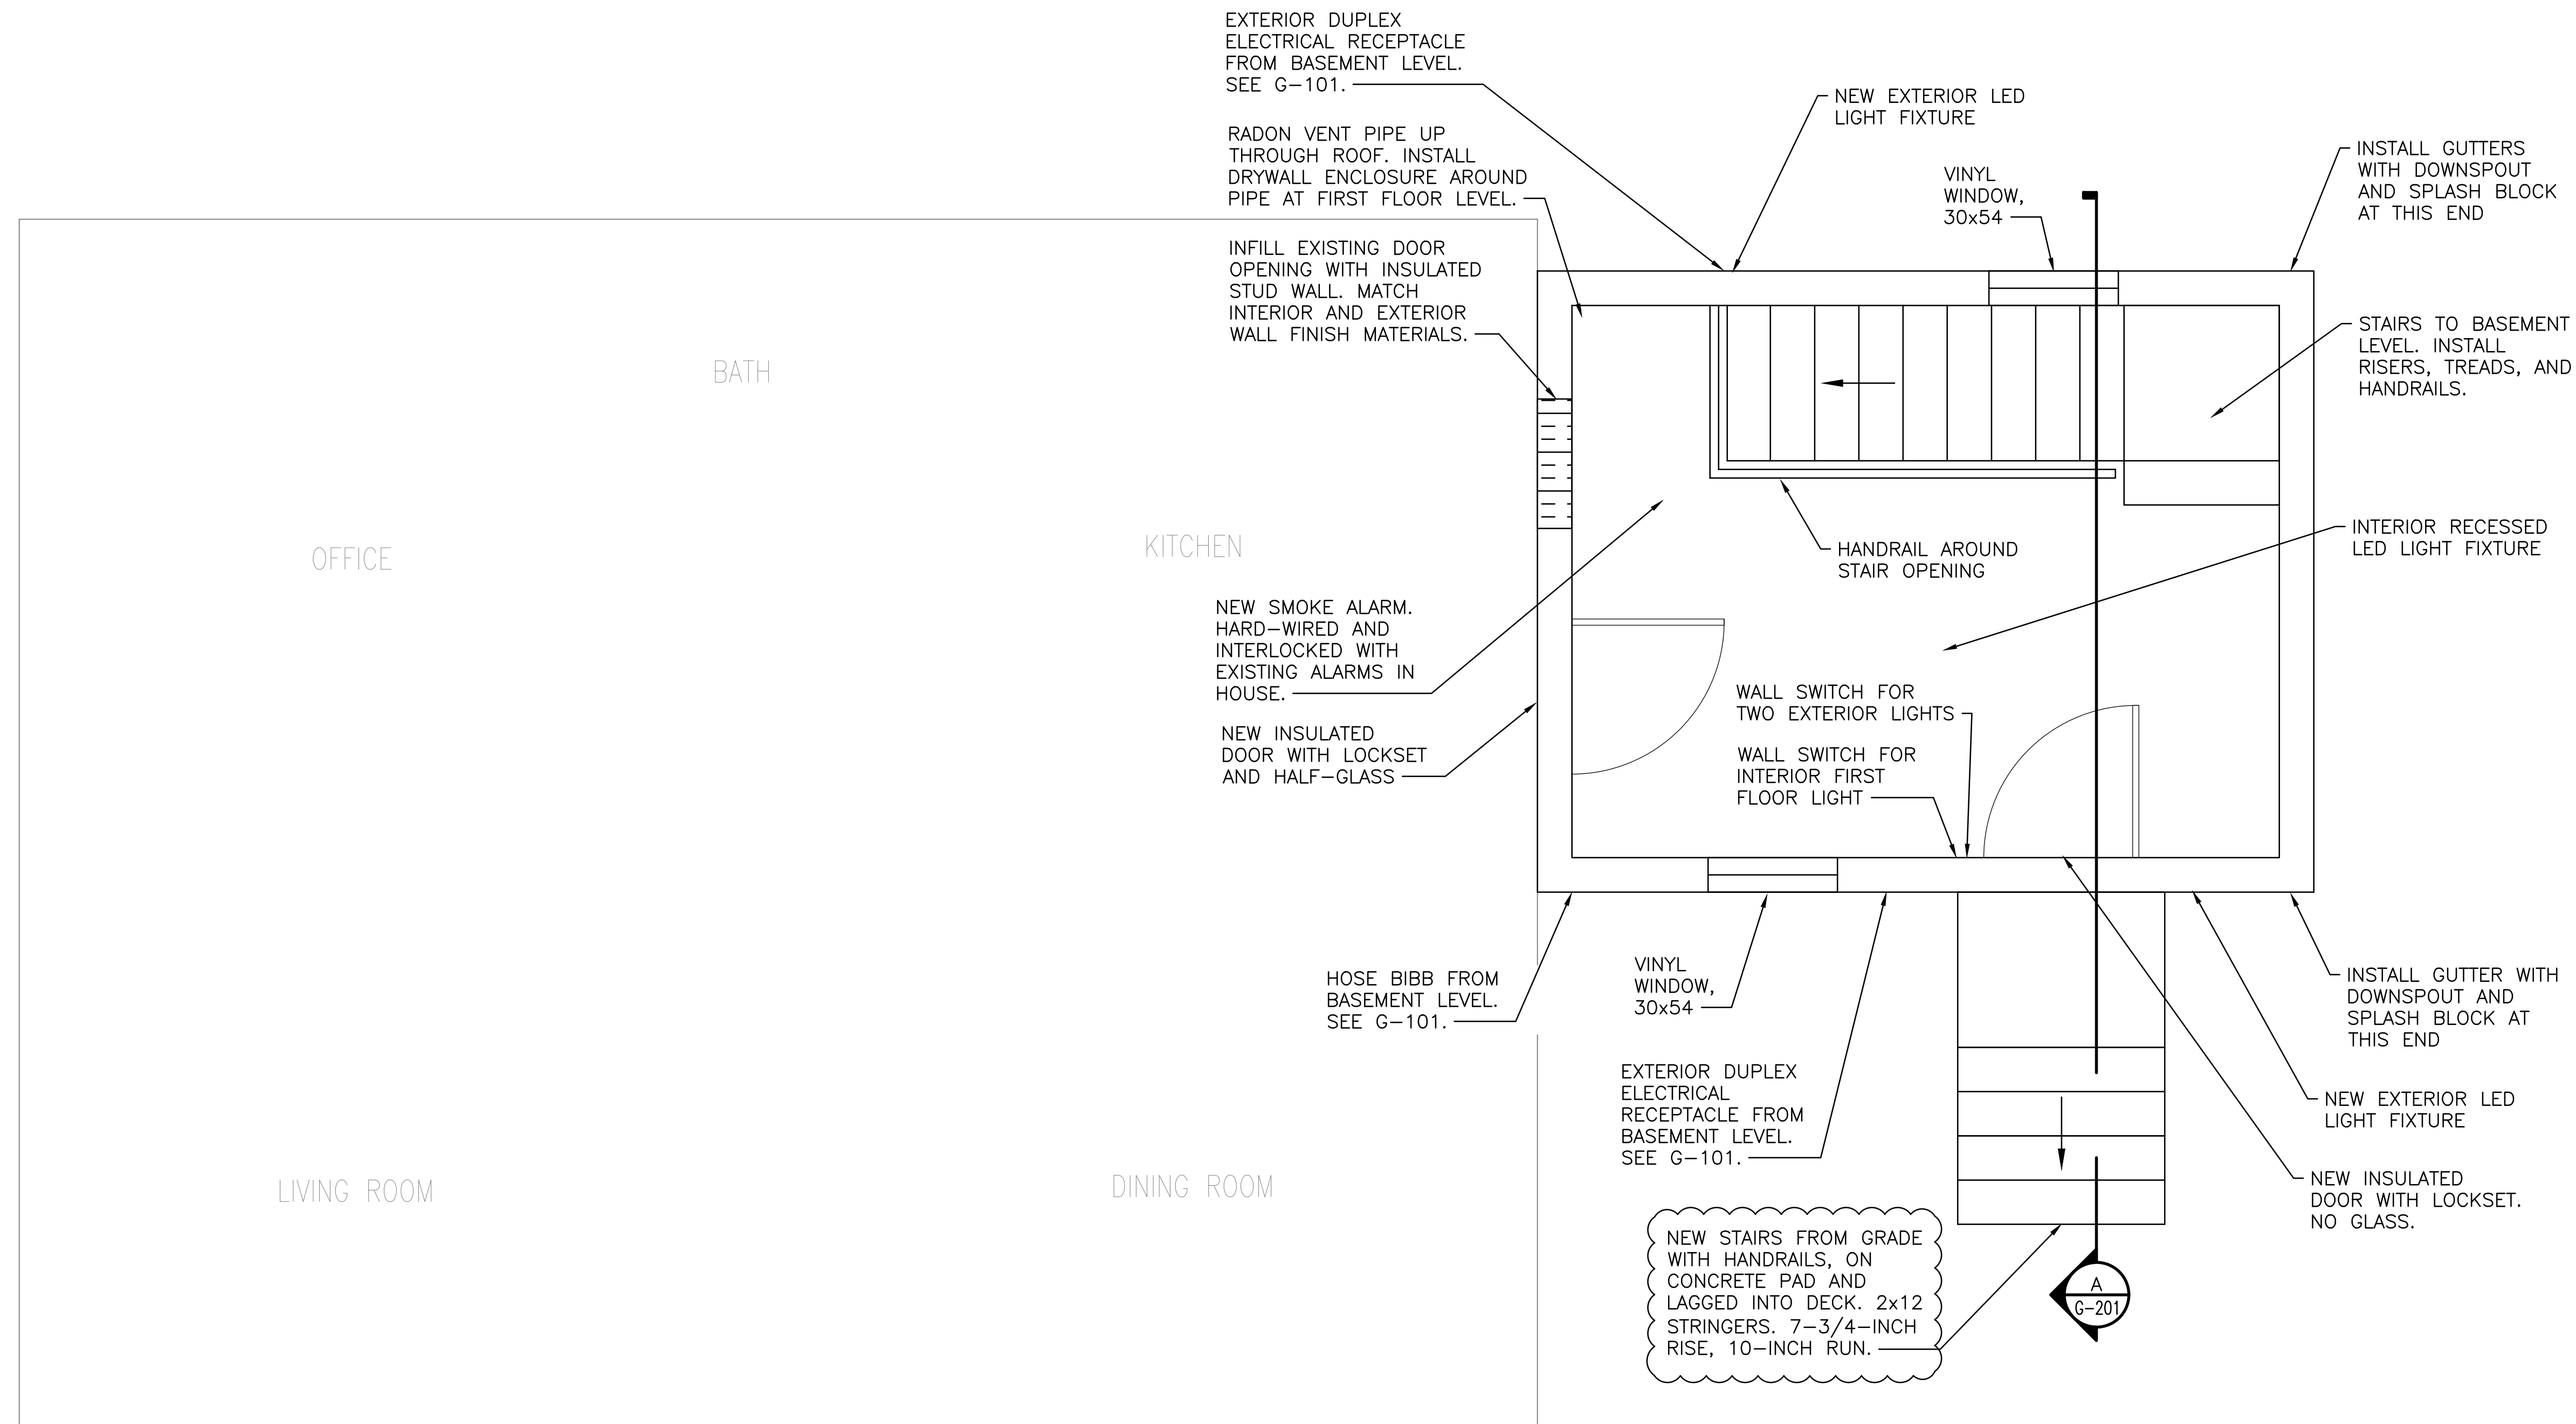 EXTERIOR DUPLEX
ELECTRICAL RECEPTACLE
FROM BASEMENT LEVEL.
SEE G-101.
NEW EXTERIOR LED
LIGHT FIXTURE
RADON VENT PIPE UP
THROUGH ROOF. INSTALL
DRYWALL ENCLOSURE AROUND
PIPE AT FIRST FLOOR LEVEL.
VINYL
WINDOW,
30x54
INSTALL GUTTERS
WITH DOWNSPOUT
AND SPLASH BLOCK
AT THIS END
INFILL EXISTING DOOR
OPENING WITH INSULATED
STUD WALL. MATCH
INTERIOR AND EXTERIOR
WALL FINISH MATERIALS.
STAIRS TO BASEMENT
LEVEL. INSTALL
RISERS, TREADS, AND
HANDRAILS.
BATH
OFFICE
KITCHEN
HANDRAIL AROUND
STAIR OPENING
INTERIOR RECESSED
LED LIGHT FIXTURE
NEW SMOKE ALARM.
HARD-WIRED AND
INTERLOCKED WITH
EXISTING ALARMS IN
HOUSE.
WALL SWITCH FOR
TWO EXTERIOR LIGHTS
NEW INSULATED
DOOR WITH LOCKSET
AND HALF-GLASS
WALL SWITCH FOR
INTERIOR FIRST
FLOOR LIGHT
HOSE BIBB FROM
BASEMENT LEVEL.
SEE G-101.
VINYL
WINDOW,
30x54
INSTALL GUTTER WITH
DOWNSPOUT AND
SPLASH BLOCK AT
THIS END
EXTERIOR DUPLEX
ELECTRICAL
RECEPTACLE FROM
BASEMENT LEVEL.
SEE G-101.
NEW EXTERIOR LED
LIGHT FIXTURE
LIVING ROOM
DINING ROOM
NEW INSULATED
DOOR WITH LOCKSET.
NO GLASS.
NEW STAIRS FROM GRADE
WITH HANDRAILS, ON
CONCRETE PAD AND
LAGGED INTO DECK. 2x12
STRINGERS. 7-3/4-INCH
RISE, 10-INCH RUN.
A
G-201